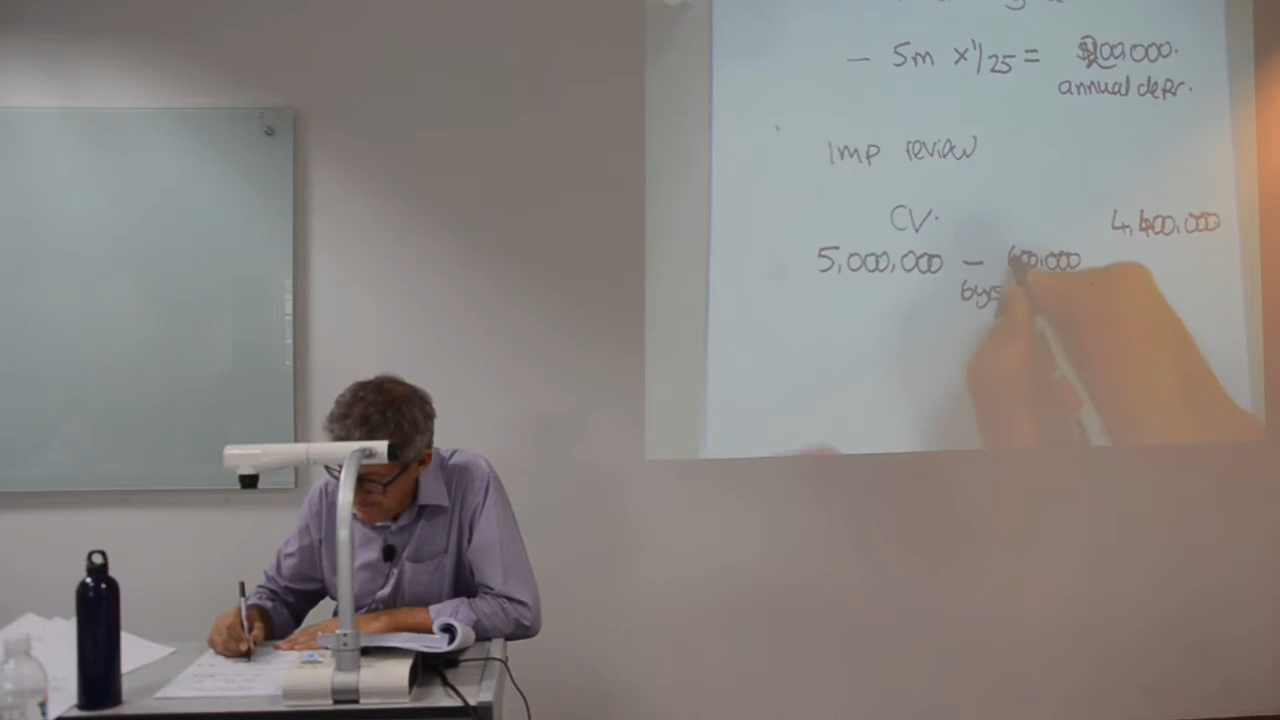 — 5m x 1/25 = $200,000.
annual depr.
Imp review
CV. 4,400,000
5,000,000 — 600,000
6yrs